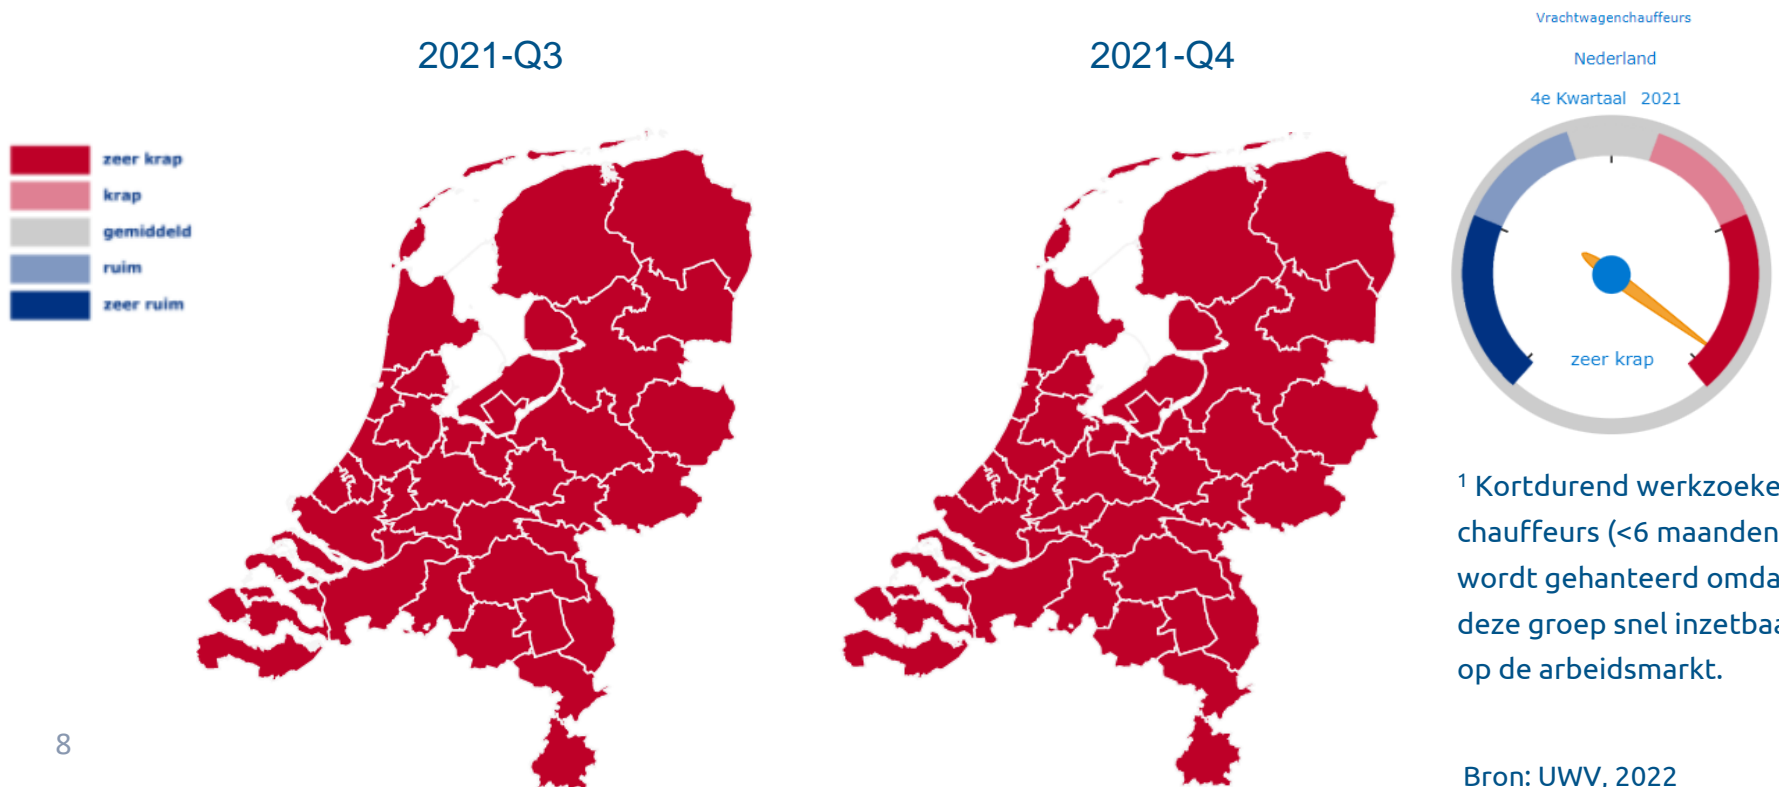 2021-Q3
2021-Q4
zeer krap
krap
gemiddeld
ruim
zeer ruim
Vrachtwagenchauffeurs
Nederland
4e Kwartaal 2021
zeer krap
¹ Kortdurend werkzoeke
chauffeurs (<6 maanden
wordt gehanteerd omda
deze groep snel inzetbaa
op de arbeidsmarkt.
Bron: UWV, 2022
8